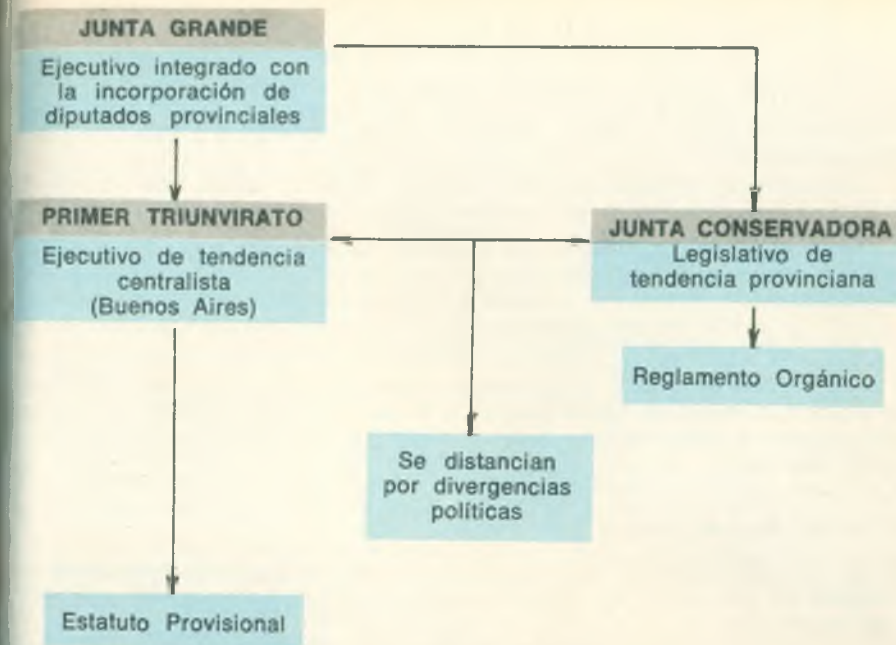 JUNTA GRANDE
Ejecutivo integrado con
la incorporación de
diputados provinciales
PRIMER TRIUNVIRATO
Ejecutivo de tendencia
centralista
(Buenos Aires)
JUNTA CONSERVADORA
Legislativo de
tendencia provinciana
Reglamento Orgánico
Se distancian
por divergencias
políticas
Estatuto Provisional